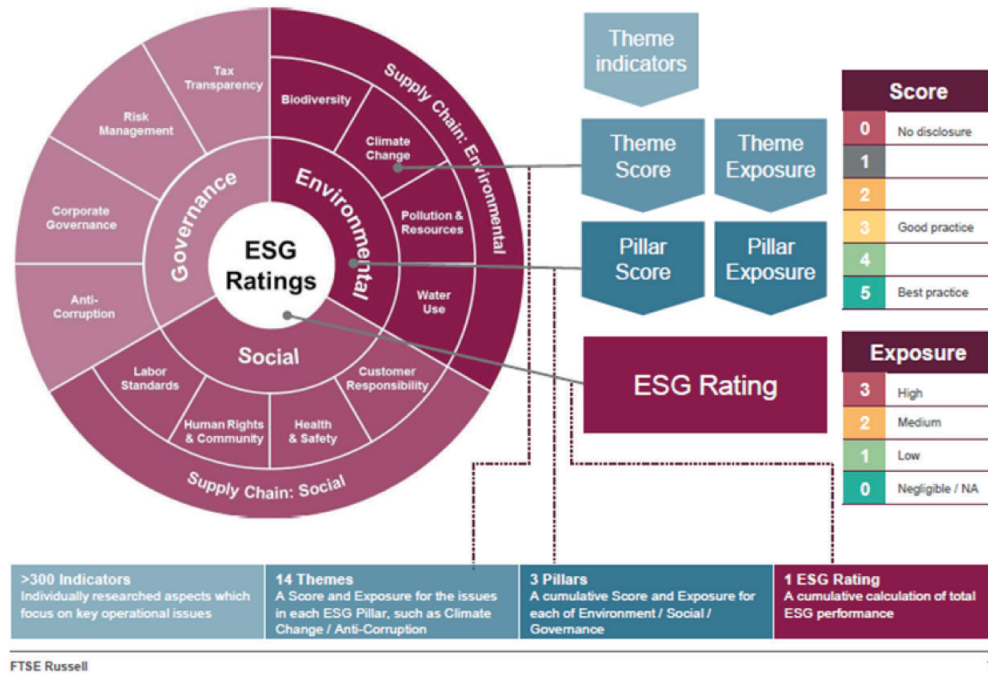 Tax
Transparency
Risk
Management
Corporate
Governance
Anti-
Corruption
Governance
Biodiversity
Climate
Change
Pollution &
Resources
Water
Use
Environmental
Supply Chain: Environmental
ESG
Ratings
Social
Labor
Standards
Human Rights
& Community
Health
& Safety
Customer
Responsibility
Supply Chain: Social
Theme
indicators
Theme
Score
Theme
Exposure
Pillar
Score
Pillar
Exposure
ESG Rating
Score
0 No disclosure
1
2
3 Good practice
4
5 Best practice
Exposure
3 High
2 Medium
1 Low
0 Negligible / NA
>300 Indicators
Individually researched aspects which
focus on key operational issues
14 Themes
A Score and Exposure for the issues
in each ESG Pillar, such as Climate
Change / Anti-Corruption
3 Pillars
A cumulative Score and Exposure for
each of Environment / Social /
Governance
1 ESG Rating
A cumulative calculation of total
ESG performance
FTSE Russell